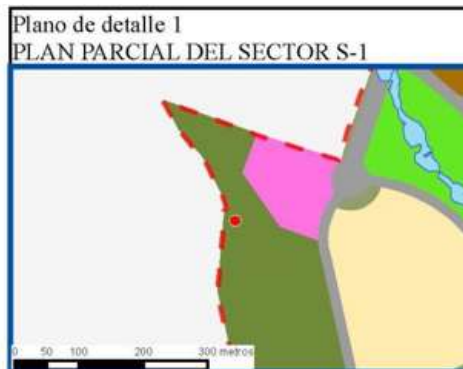 Plano de detalle 1
PLAN PARCIAL DEL SECTOR S-1
0 50 100 200 300 metros